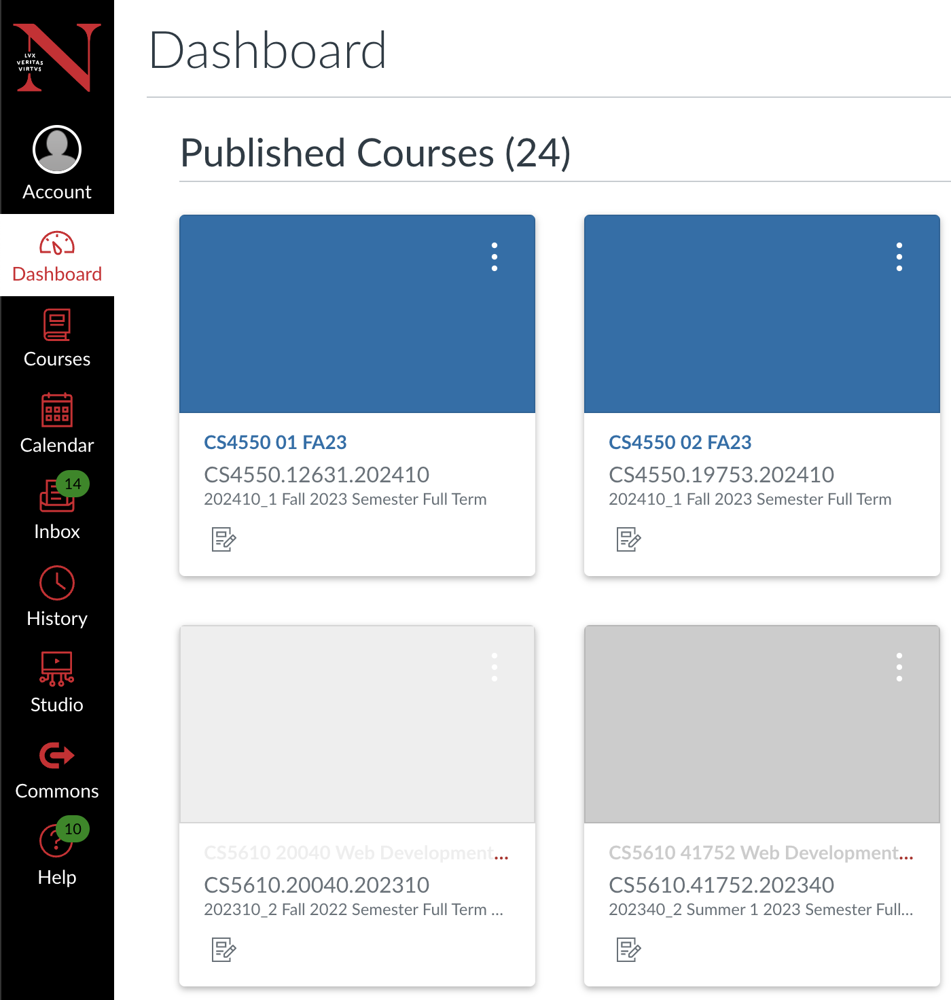 LVX
VERITAS
VIRTVS
Account
Dashboard
Courses
Calendar
14
Inbox
History
Studio
Commons
10
Help
Dashboard
Published Courses (24)
CS4550 01 FA23
CS4550.12631.202410
202410_1 Fall 2023 Semester Full Term
CS4550 02 FA23
CS4550.19753.202410
202410_1 Fall 2023 Semester Full Term
CS5610 20040 Web Development...
CS5610.20040.202310
202310_2 Fall 2022 Semester Full Term ...
CS5610 41752 Web Development...
CS5610.41752.202340
202340_2 Summer 1 2023 Semester Full...